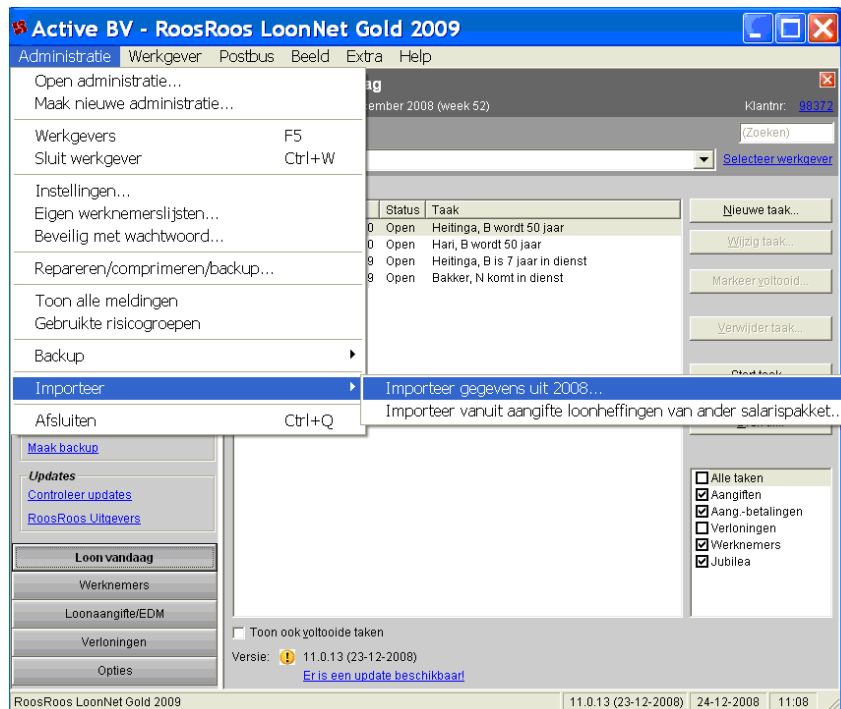 Active BV - RoosRoos LoonNet Gold 2009
Administratie Werkgever Postbus Beeld Extra Help
Open administratie...
Maak nieuwe administratie...
Werkgevers F5
Sluit werkgever Ctrl+W
Instellingen...
Eigen werknemerslijsten...
Beveilig met wachtwoord...
Repareren/comprimeren/backup...
Toon alle meldingen
Gebruikte risicogroepen
Backup
Importeer
Afsluiten Ctrl+Q
Importeer gegevens uit 2008...
Importeer vanuit aangifte loonheffingen van ander salarispakket..
ag
ember 2008 (week 52)
Klantnr: 98372
(Zoeken)
Selecteer werkgever
Status Taak
0 Open Heitinga, B wordt 50 jaar
0 Open Hari, B wordt 50 jaar
9 Open Heitinga, B is 7 jaar in dienst
9 Open Bakker, N komt in dienst
Nieuwe taak...
Wijzig taak...
Markeer voltooid...
Verwijder taak...
Maak backup
Updates
Controleer updates
RoosRoos Uitgevers
Loon vandaag
Werknemers
Loonaangifte/EDM
Verloningen
Opties
Alle taken
Aangiften
Aang.-betalingen
Verloningen
Werknemers
Jubilea
Toon ook voltooide taken
Versie: 11.0.13 (23-12-2008)
Er is een update beschikbaar!
RoosRoos LoonNet Gold 2009 11.0.13 (23-12-2008) 24-12-2008 11:08